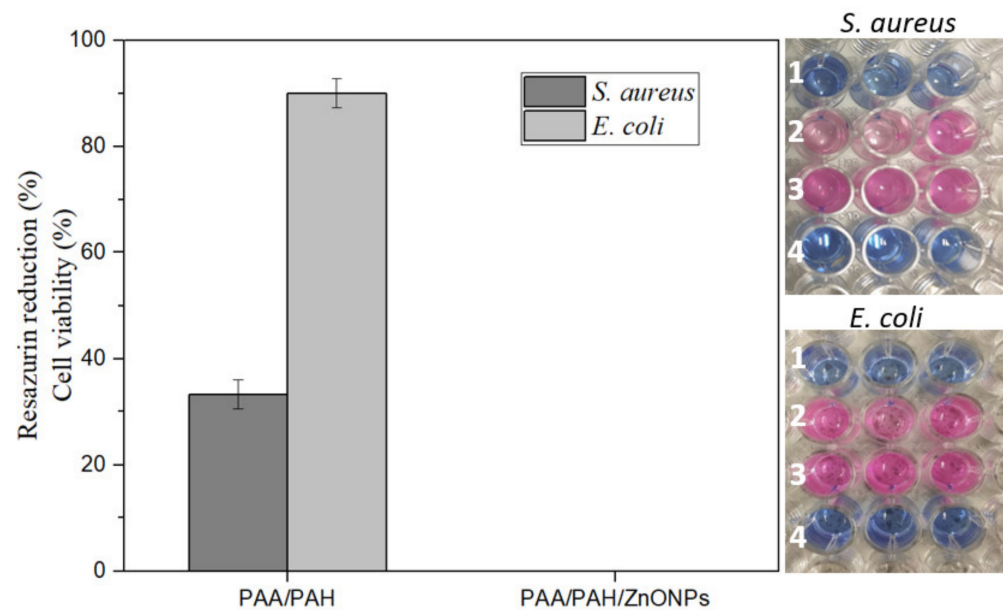 Resazurin reduction (%)
Cell viability (%)
100
80
60
40
20
0
S. aureus
E. coli
PAA/PAH
PAA/PAH/ZnONPs
S. aureus
1
2
3
4
E. coli
1
2
3
4